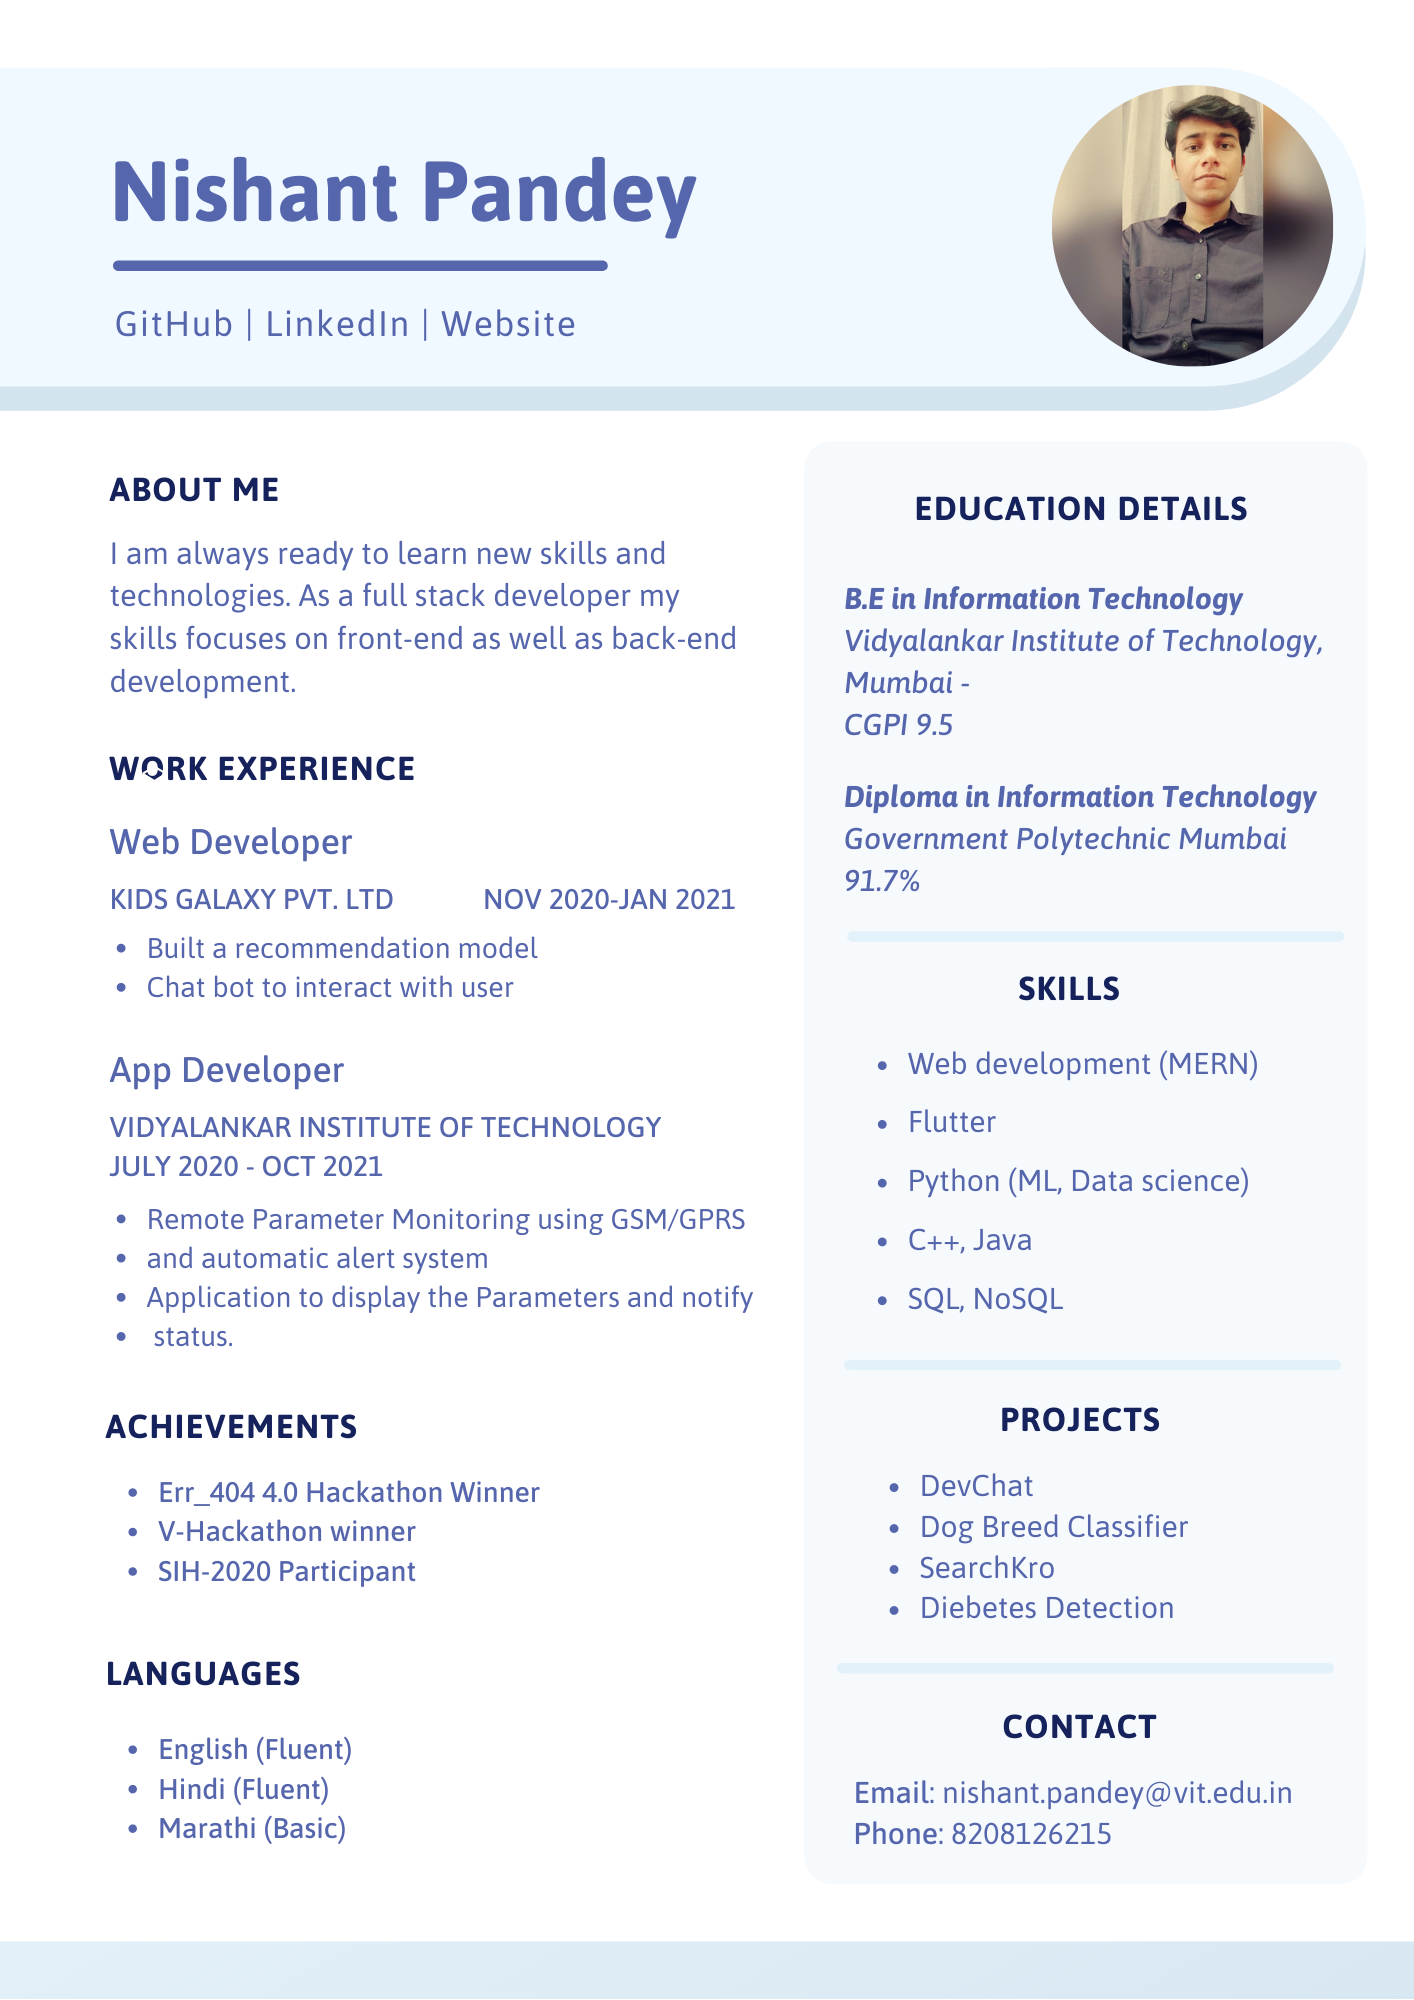 Nishant Pandey
GitHub | LinkedIn | Website
ABOUT ME
I am always ready to learn new skills and
technologies. As a full stack developer my
skills focuses on front-end as well as back-end
development.
WORK EXPERIENCE
Web Developer
KIDS GALAXY PVT. LTD NOV 2020-JAN 2021
• Built a recommendation model
• Chat bot to interact with user
App Developer
VIDYALANKAR INSTITUTE OF TECHNOLOGY
JULY 2020 - OCT 2021
• Remote Parameter Monitoring using GSM/GPRS
• and automatic alert system
• Application to display the Parameters and notify
• status.
ACHIEVEMENTS
• Err_404 4.0 Hackathon Winner
• V-Hackathon winner
• SIH-2020 Participant
LANGUAGES
• English (Fluent)
• Hindi (Fluent)
• Marathi (Basic)
EDUCATION DETAILS
B.E in Information Technology
Vidyalankar Institute of Technology,
Mumbai -
CGPI 9.5
Diploma in Information Technology
Government Polytechnic Mumbai
91.7%
SKILLS
• Web development (MERN)
• Flutter
• Python (ML, Data science)
• C++, Java
• SQL, NoSQL
PROJECTS
• DevChat
• Dog Breed Classifier
• SearchKro
• Diebetes Detection
CONTACT
Email: nishant.pandey@vit.edu.in
Phone: 8208126215